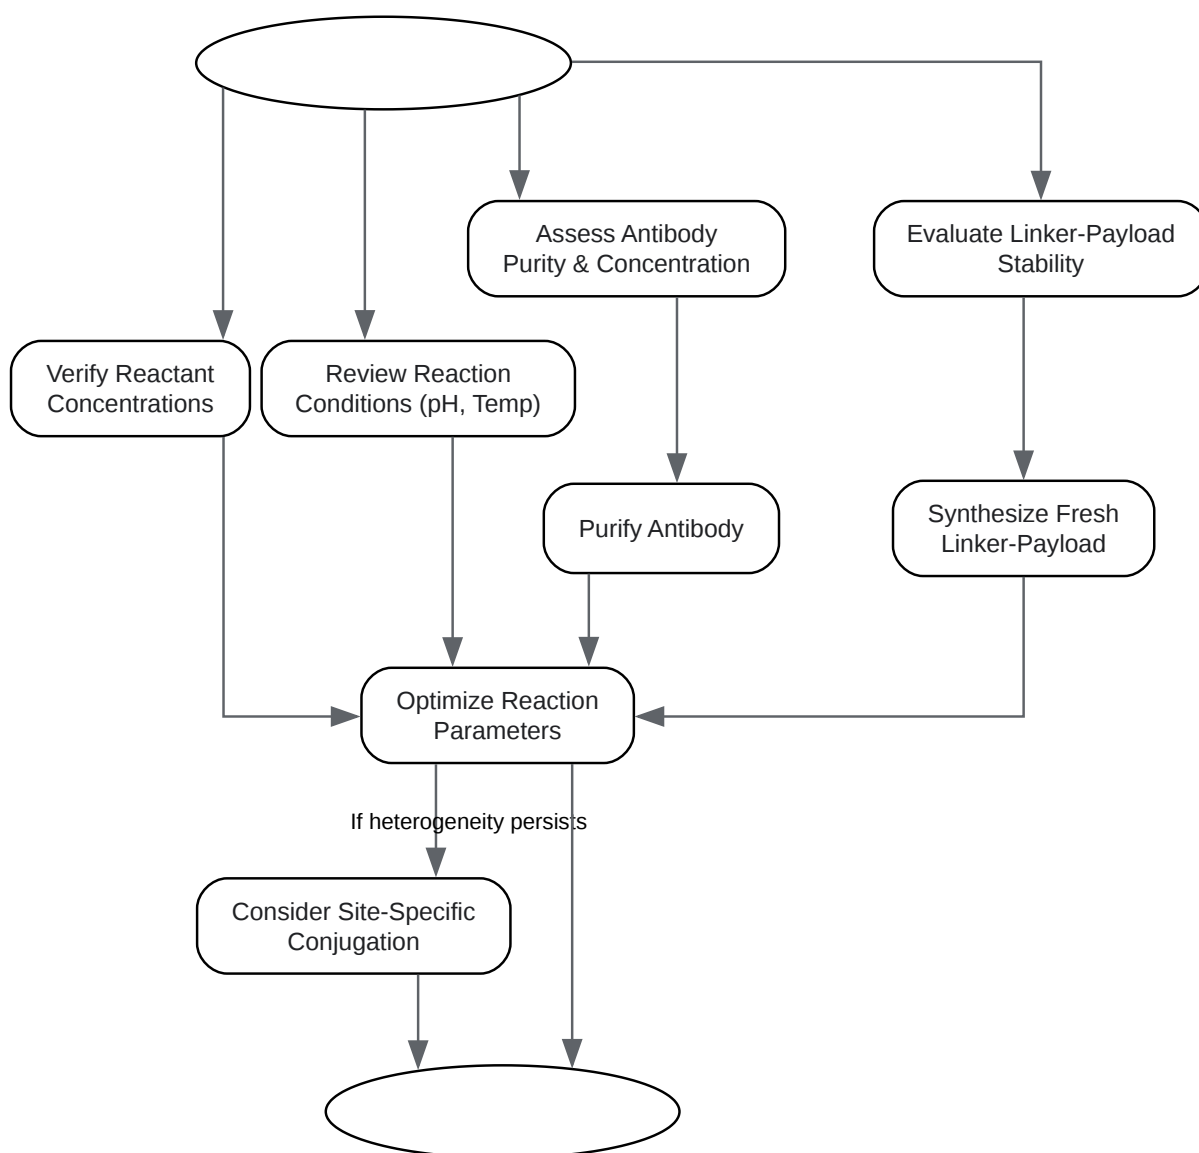 Assess Antibody
Purity & Concentration
Evaluate Linker-Payload
Stability
Verify Reactant
Concentrations
Review Reaction
Conditions (pH, Temp)
Purify Antibody
Synthesize Fresh
Linker-Payload
Optimize Reaction
Parameters
If heterogeneity persists
Consider Site-Specific
Conjugation